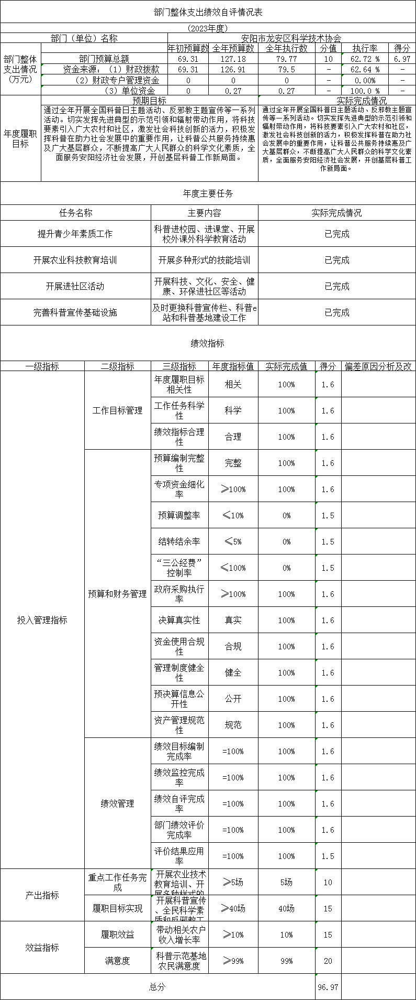 部门整体支出绩效自评情况表
(2023年度)
部门（单位）名称 安阳市龙安区科学技术协会
部门整体支出情况(万元) 年初预算数 全年预算数 全年执行数 分值 执行率 得分
部门预算总额 69.31 127.18 79.77 10 62.72 % 6.97
资金来源：（1）财政拨款 69.31 126.91 79.5 - 62.64 % -
（2）财政专户管理资金 0 0 0 - 0.00% -
（3）单位资金 0 0.27 0.27 - 100.0 % -
年度履职目标 预期目标 实际完成情况
通过全年开展全国科普日主题活动、反邪教主题宣传等一系列
活动。切实发挥先进典型的示范引领和辐射带动作用，将科技
要素引入广大农村和社区，激发社会科技创新的活力，积极发
挥科普在助力社会发展中的重要作用，让科普公共服务持续惠
及广大基层群众，不断提高广大人民群众的科学文化素质，全
面服务安阳经济社会发展，开创基层科普工作新局面。
通过全年开展全国科普日主题活动、反邪教主题宣
传等一系列活动。切实发挥先进典型的示范引领和
辐射带动作用，将科技要素引入广大农村和社区，
激发社会科技创新的活力，积极发挥科普在助力社
会发展中的重要作用，让科普公共服务持续惠及广
大基层群众，不断提高广大人民群众的科学文化素
质，全面服务安阳经济社会发展，开创基层科普工
作新局面。
年度主要任务
任务名称 主要内容 实际完成情况
提升青少年素质工作 科普进校园、进课堂、开展校外课外科学教育活动 已完成
开展农业科技教育培训 开展多种形式的技能培训 已完成
开展进社区活动 开展科技、文化、安全、健康、环保进社区等活动 已完成
完善科普宣传基础设施 及时更换科普宣传栏、科普e站和科普基地建设工作 已完成
绩效指标
一级指标 二级指标 三级指标 年度指标值 实际完成值 得分 偏差原因分析及改
投入管理指标 工作目标管理 年度履职目标相关性 相关 100% 1.6
工作任务科学性 科学 100% 1.6
绩效指标合理性 合理 100% 1.6
预算和财务管理 预算编制完整性 完整 100% 1.6
专项资金细化率 ≥100% 100% 1.6
预算调整率 ≤10% 0% 1.5
结转结余率 ≤5% 0% 1.5
“三公经费”控制率 ≤100% 0% 1.5
政府采购执行率 ≥100% 100% 1.6
决算真实性 真实 100% 1.6
资金使用合规性 合规 100% 1.6
管理制度健全性 健全 100% 1.6
预决算信息公开性 公开 100% 1.6
资产管理规范性 规范 100% 1.6
绩效管理 绩效目标编制完成率 =100% 100% 1.6
绩效监控完成率 =100% 100% 1.6
绩效自评完成率 =100% 100% 1.6
部门绩效评价完成率 =100% 100% 1.6
评价结果应用率 =100% 100% 1.5
产出指标 重点工作任务完成 开展农业技术教育培训、开展多种样式的 ≥5场 5场 10
履职目标实现 开展科普宣传、全民科学素质和反邪教工 ≥40场 40场 15
效益指标 履职效益 带动相关农户收入增长率 ≥10% 10% 15
满意度 科普示范基地农民满意度 ≥99% 99% 20
总分 96.97